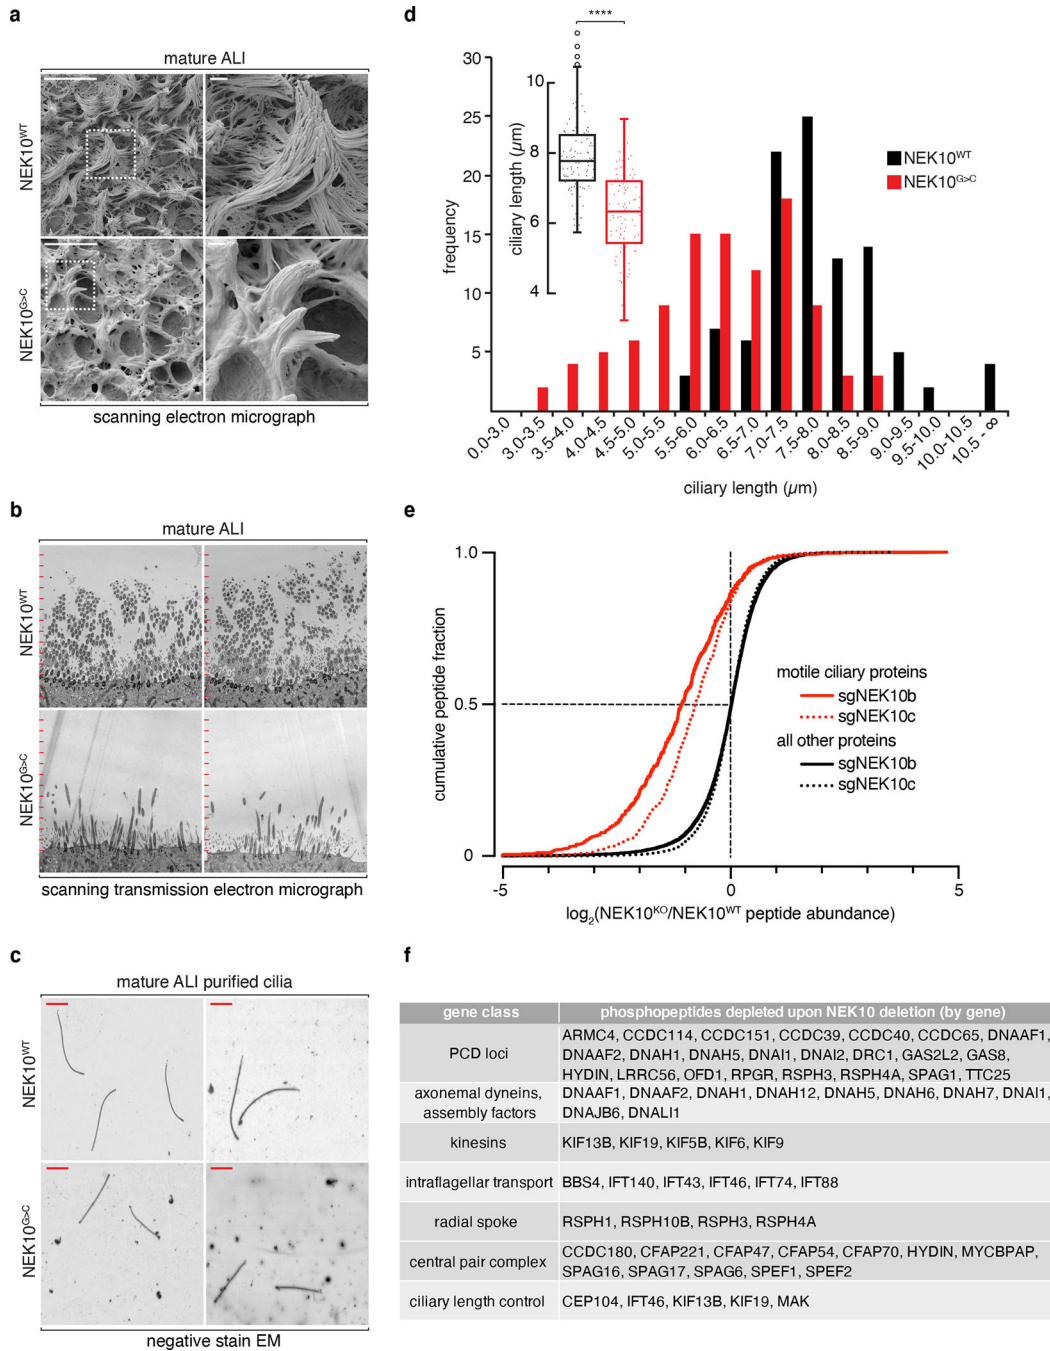 a
mature ALI
NEK10WT
NEK10G>C
scanning electron micrograph
b
mature ALI
NEK10WT
NEK10G>C
scanning transmission electron micrograph
c
mature ALI purified cilia
NEK10WT
NEK10G>C
negative stain EM
d
****
30
25
20
15
10
5
frequency
10
8
6
4
ciliary length (µm)
NEK10WT
NEK10G>C
0.0-3.0
3.0-3.5
3.5-4.0
4.0-4.5
4.5-5.0
5.0-5.5
5.5-6.0
6.0-6.5
6.5-7.0
7.0-7.5
7.5-8.0
8.0-8.5
8.5-9.0
9.0-9.5
9.5-10.0
10.0-10.5
10.5 - ∞
ciliary length (µm)
e
1.0
0.5
0
cumulative peptide fraction
motile ciliary proteins
sgNEK10b
sgNEK10c
all other proteins
sgNEK10b
sgNEK10c
-5
0
5
log2(NEK10KO/NEK10WT peptide abundance)
f
gene class
phosphopeptides depleted upon NEK10 deletion (by gene)
PCD loci
ARMC4, CCDC114, CCDC151, CCDC39, CCDC40, CCDC65, DNAAF1,
DNAAF2, DNAH1, DNAH5, DNAI1, DNAI2, DRC1, GAS2L2, GAS8,
HYDIN, LRRC56, OFD1, RPGR, RSPH3, RSPH4A, SPAG1, TTC25
axonemal dyneins,
assembly factors
DNAAF1, DNAAF2, DNAH1, DNAH12, DNAH5, DNAH6, DNAH7, DNAI1,
DNAJB6, DNALI1
kinesins
KIF13B, KIF19, KIF5B, KIF6, KIF9
intraflagellar transport
BBS4, IFT140, IFT43, IFT46, IFT74, IFT88
radial spoke
RSPH1, RSPH10B, RSPH3, RSPH4A
central pair complex
CCDC180, CFAP221, CFAP47, CFAP54, CFAP70, HYDIN, MYCBPAP,
SPAG16, SPAG17, SPAG6, SPEF1, SPEF2
ciliary length control
CEP104, IFT46, KIF13B, KIF19, MAK